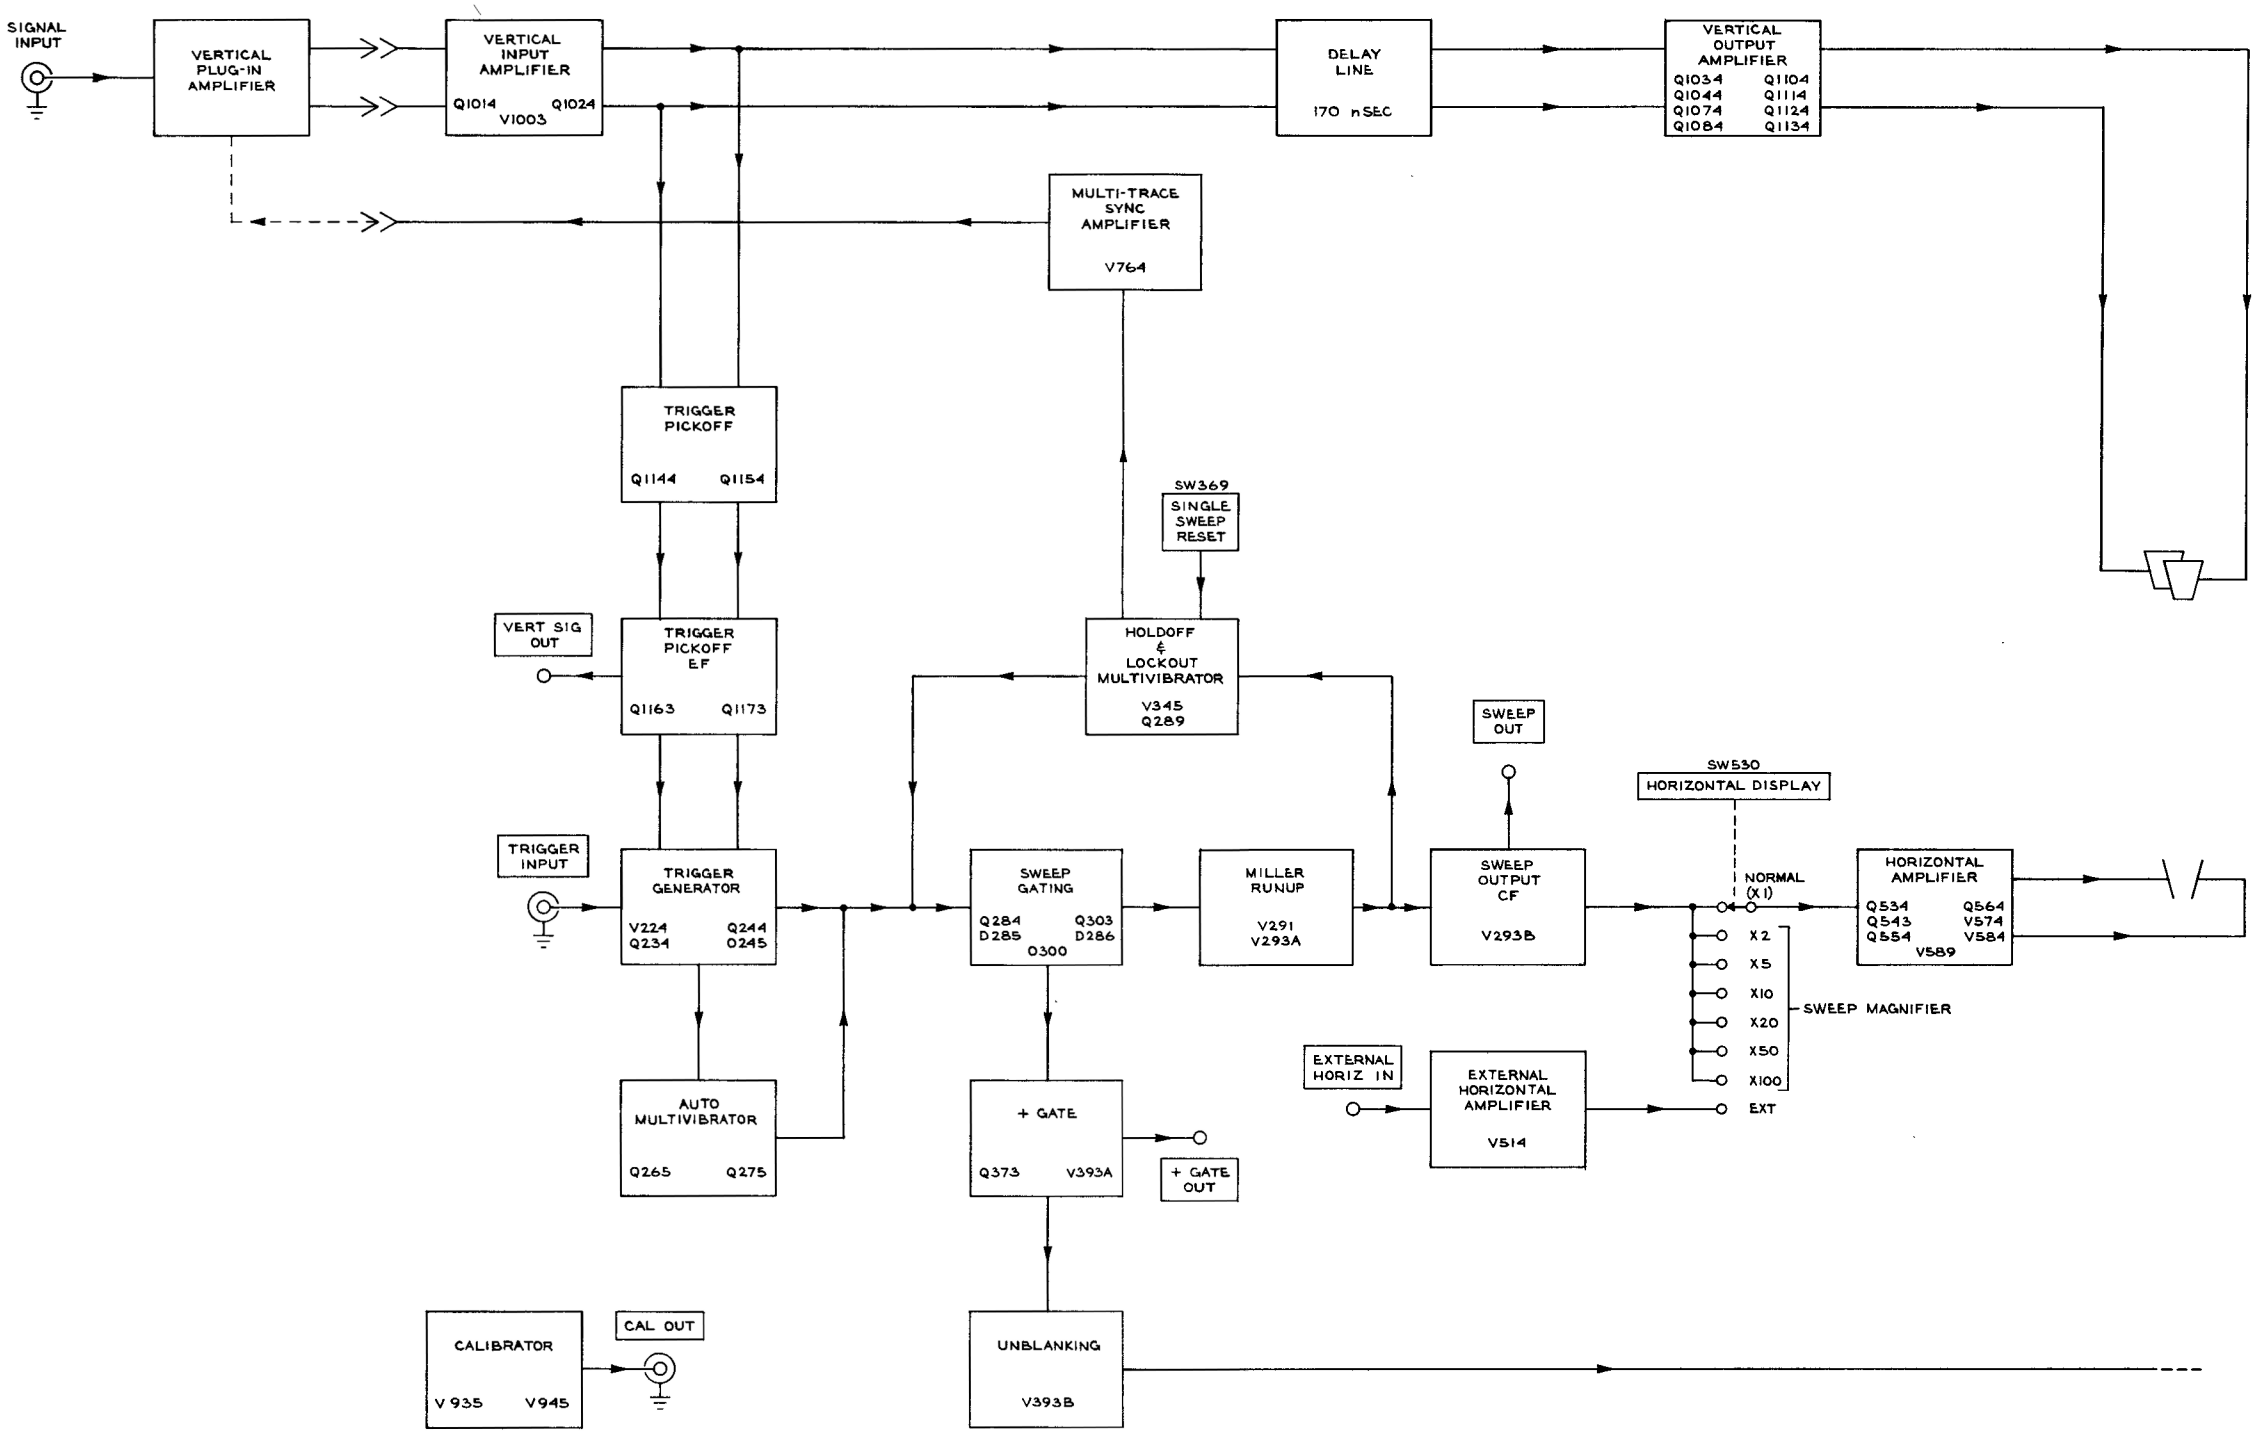 SIGNAL
INPUT
VERTICAL
PLUG-IN
AMPLIFIER
VERTICAL
INPUT
AMPLIFIER
Q1014 Q1024
V1003
DELAY
LINE
170 nSEC
VERTICAL
OUTPUT
AMPLIFIER
Q1034 Q1104
Q1044 Q1114
Q1074 Q1124
Q1084 Q1134
MULTI-TRACE
SYNC
AMPLIFIER
V764
TRIGGER
PICKOFF
Q1144 Q1154
SW369
SINGLE
SWEEP
RESET
VERT SIG
OUT
TRIGGER
PICKOFF
EF
Q1163 Q1173
HOLDOFF
&
LOCKOUT
MULTIVIBRATOR
V345
Q289
SWEEP
OUT
SW530
HORIZONTAL DISPLAY
TRIGGER
INPUT
TRIGGER
GENERATOR
V224 Q244
Q234 O245
SWEEP
GATING
Q284 Q303
D285 D286
O300
MILLER
RUNUP
V291
V293A
SWEEP
OUTPUT
CF
V293B
NORMAL
(X1)
X2
X5
X10
X20
X50
X100
EXT
SWEEP MAGNIFIER
HORIZONTAL
AMPLIFIER
Q534 Q564
Q543 V574
Q554 V584
V589
AUTO
MULTIVIBRATOR
Q265 Q275
+ GATE
Q373 V393A
+ GATE
OUT
EXTERNAL
HORIZ IN
EXTERNAL
HORIZONTAL
AMPLIFIER
V514
CALIBRATOR
V935 V945
CAL OUT
UNBLANKING
V393B